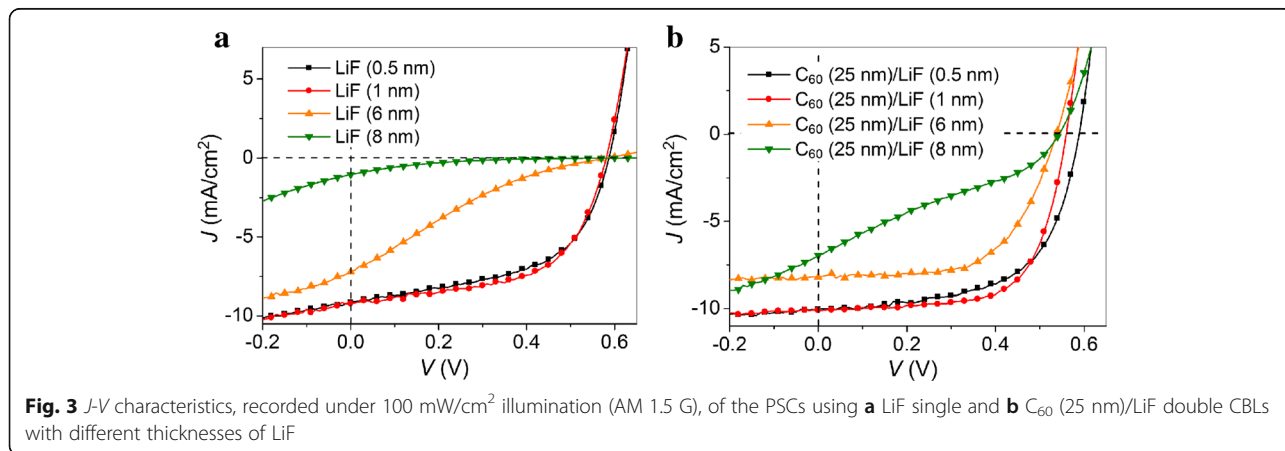 a
LiF (0.5 nm)
LiF (1 nm)
LiF (6 nm)
LiF (8 nm)
5
0
-5
-10
J (mA/cm²)
-0.2 0.0 0.2 0.4 0.6
V (V)
b
C₆₀ (25 nm)/LiF (0.5 nm)
C₆₀ (25 nm)/LiF (1 nm)
C₆₀ (25 nm)/LiF (6 nm)
C₆₀ (25 nm)/LiF (8 nm)
5
0
-5
-10
J (mA/cm²)
-0.2 0.0 0.2 0.4 0.6
V (V)
Fig. 3 J-V characteristics, recorded under 100 mW/cm² illumination (AM 1.5 G), of the PSCs using a LiF single and b C₆₀ (25 nm)/LiF double CBLs
with different thicknesses of LiF